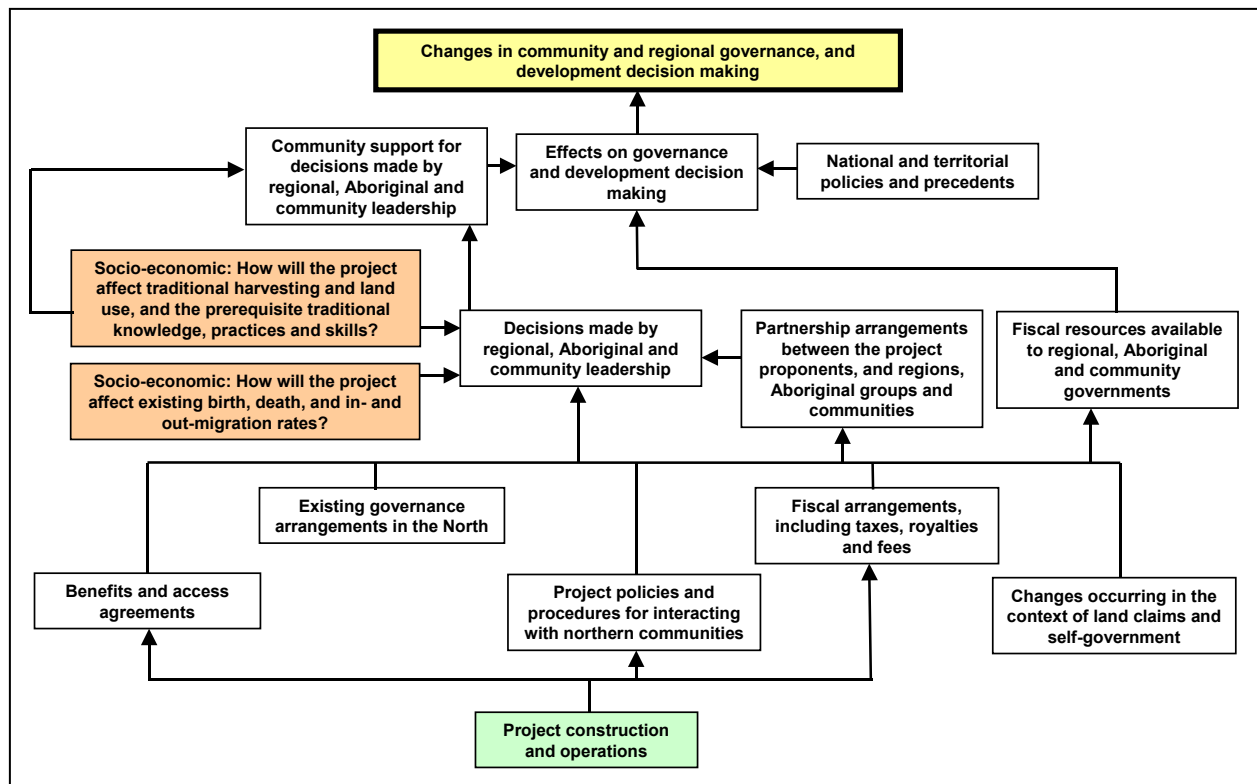 Changes in community and regional governance, and
development decision making
Community support for
decisions made by
regional, Aboriginal and
community leadership
Effects on governance
and development decision
making
National and territorial
policies and precedents
Socio-economic: How will the project
affect traditional harvesting and land
use, and the prerequisite traditional
knowledge, practices and skills?
Decisions made by
regional, Aboriginal and
community leadership
Partnership arrangements
between the project
proponents, and regions,
Aboriginal groups and
communities
Fiscal resources available
to regional, Aboriginal
and community
governments
Socio-economic: How will the project
affect existing birth, death, and in- and
out-migration rates?
Existing governance
arrangements in the North
Fiscal arrangements,
including taxes, royalties
and fees
Benefits and access
agreements
Project policies and
procedures for interacting
with northern communities
Changes occurring in the
context of land claims and
self-government
Project construction
and operations